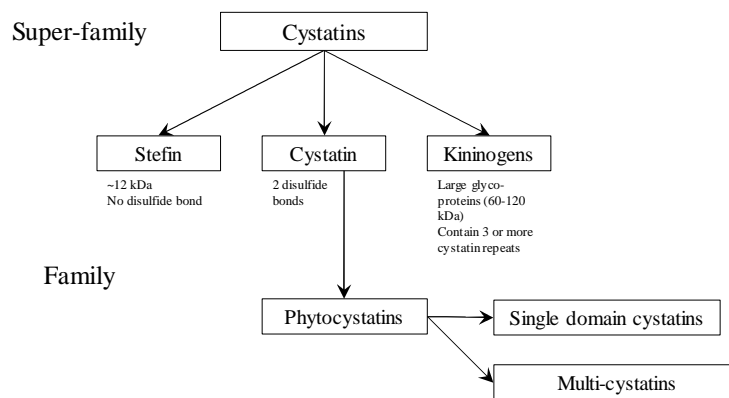 Super-family
Cystatins
Stefin
Cystatin
Kininogens
~12 kDa
No disulfide bond
2 disulfide
bonds
Large glyco-
proteins (60-120
kDa)
Contain 3 or more
cystatin repeats
Family
Phytocystatins
Single domain cystatins
Multi-cystatins